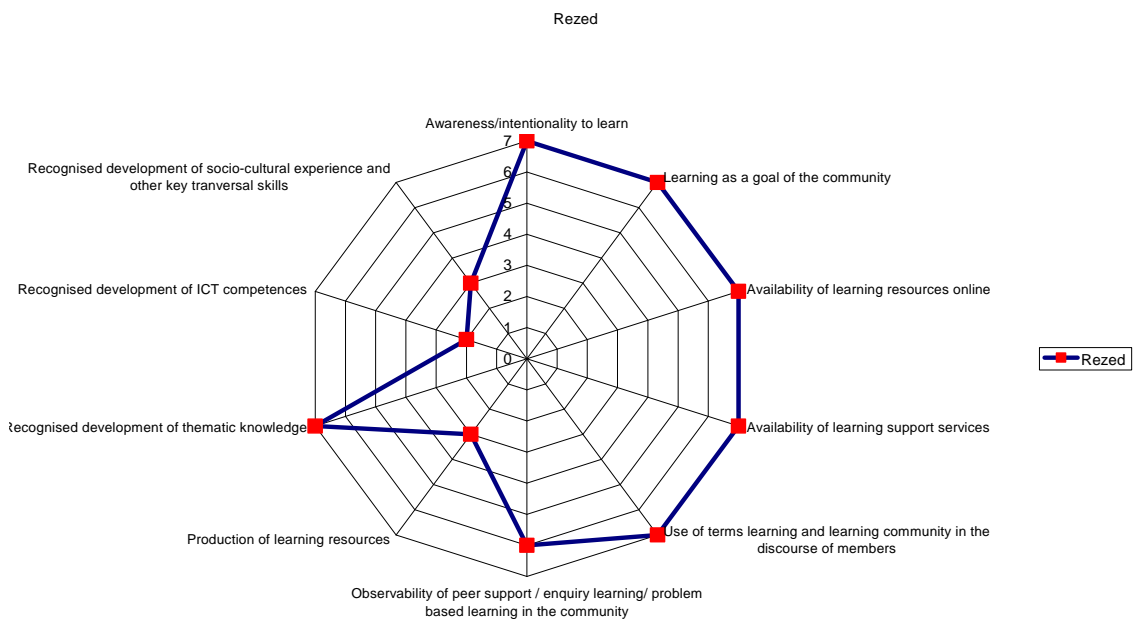 Rezed
Awareness/intentionality to learn
Recognised development of socio-cultural experience and
other key tranversal skills
Learning as a goal of the community
Recognised development of ICT competences
Availability of learning resources online
7
6
5
4
3
2
1
0
Rezed
Recognised development of thematic knowledge
Availability of learning support services
Production of learning resources
Use of terms learning and learning community in the
discourse of members
Observability of peer support / enquiry learning/ problem
based learning in the community